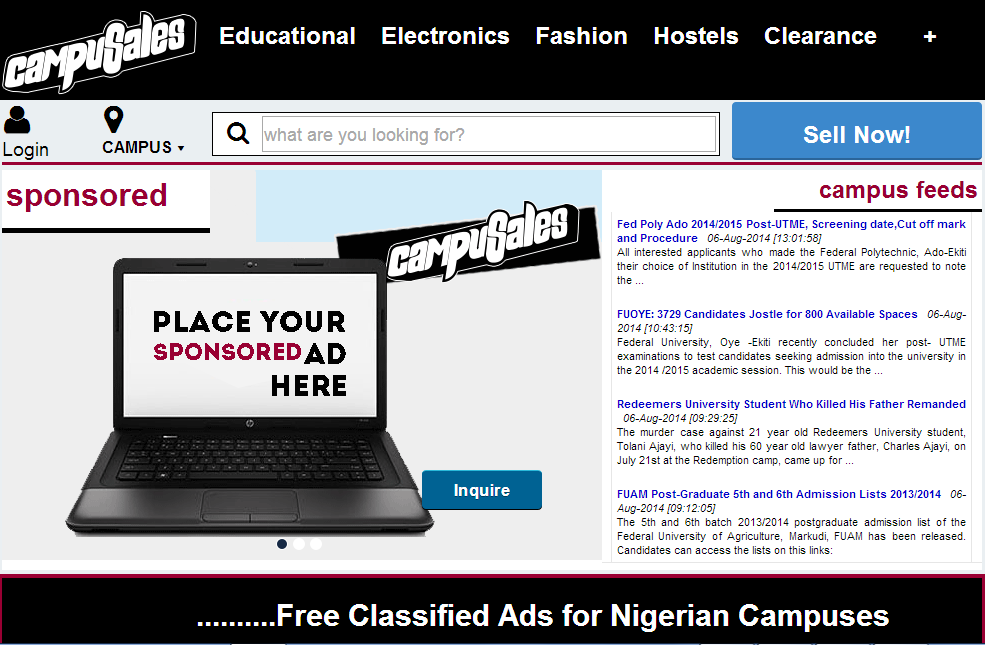 campusales
Educational Electronics Fashion Hostels Clearance +
Login
CAMPUS
what are you looking for?
Sell Now!
sponsored
campusales
PLACE YOUR
SPONSORED AD
HERE
hp
Inquire
campus feeds
Fed Poly Ado 2014/2015 Post-UTME, Screening date,Cut off mark
and Procedure 06-Aug-2014 [13:01:58]
All interested applicants who made the Federal Polytechnic, Ado-Ekiti
their choice of Institution in the 2014/2015 UTME are requested to note
the ...
FUOYE: 3729 Candidates Jostle for 800 Available Spaces 06-Aug-
2014 [10:43:15]
Federal University, Oye -Ekiti recently concluded her post- UTME
examinations to test candidates seeking admission into the university in
the 2014 /2015 academic session. This would be the ...
Redeemers University Student Who Killed His Father Remanded
06-Aug-2014 [09:29:25]
The murder case against 21 year old Redeemers University student,
Tolani Ajayi, who killed his 60 year old lawyer father, Charles Ajayi, on
July 21st at the Redemption camp, came up for ...
FUAM Post-Graduate 5th and 6th Admission Lists 2013/2014 06-
Aug-2014 [09:12:05]
The 5th and 6th batch 2013/2014 postgraduate admission list of the
Federal University of Agriculture, Markudi, FUAM has been released.
Candidates can access the lists on this links:
..........Free Classified Ads for Nigerian Campuses